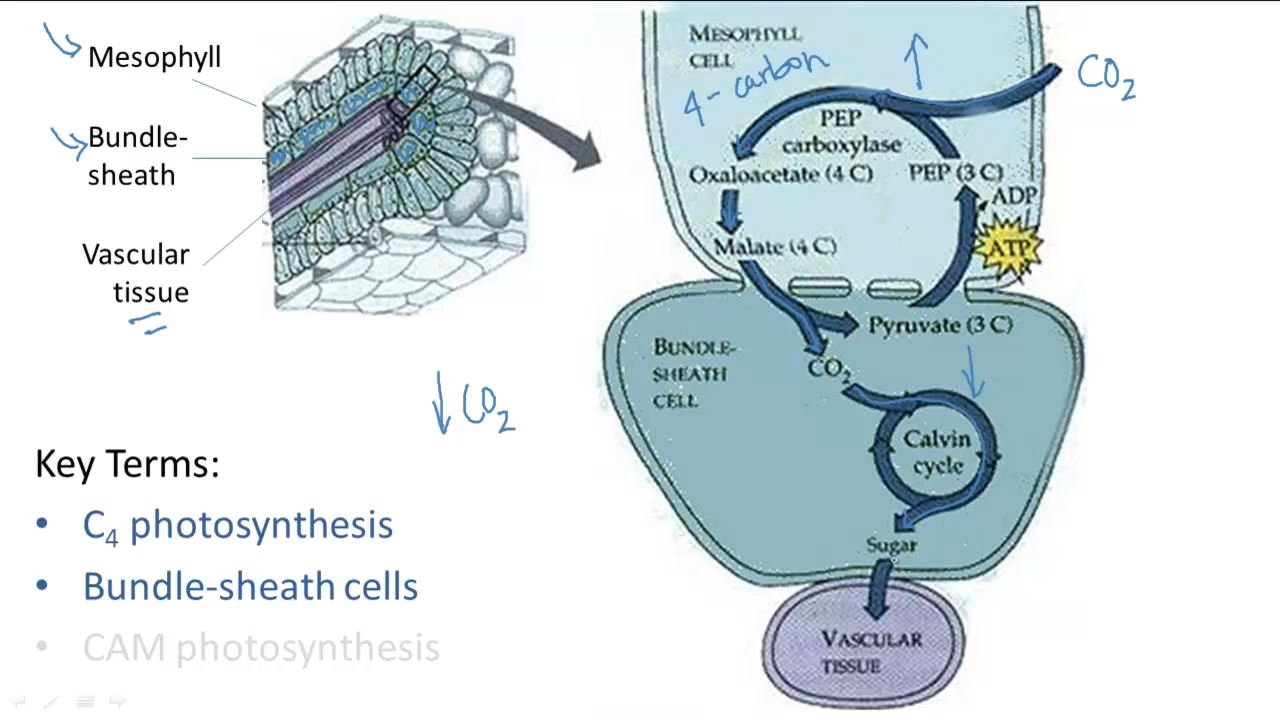 Mesophyll
Bundle-
sheath
Vascular
tissue
↓ CO₂
Key Terms:
• C₄ photosynthesis
• Bundle-sheath cells
• CAM photosynthesis
MESOPHYLL
CELL
4-carbon
↑
CO₂
PEP
carboxylase
Oxaloacetate (4 C)
PEP (3 C)
ADP
ATP
Malate (4 C)
Pyruvate (3 C)
BUNDLE-
SHEATH
CELL
CO₂
Calvin
cycle
Sugar
VASCULAR
TISSUE